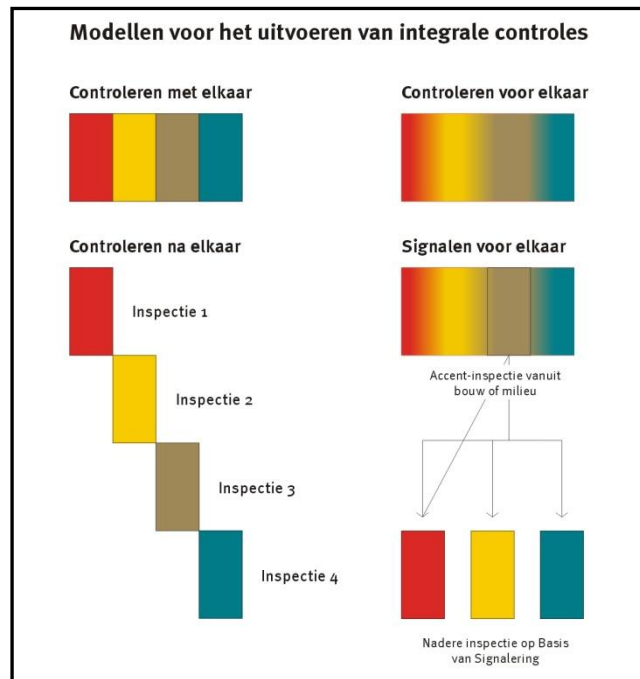 Modellen voor het uitvoeren van integrale controles
Controleren met elkaar
Controleren voor elkaar
Controleren na elkaar
Inspectie 1
Inspectie 2
Inspectie 3
Inspectie 4
Signalen voor elkaar
Accent-inspectie vanuit
bouw of milieu
Nadere inspectie op Basis
van Signalering